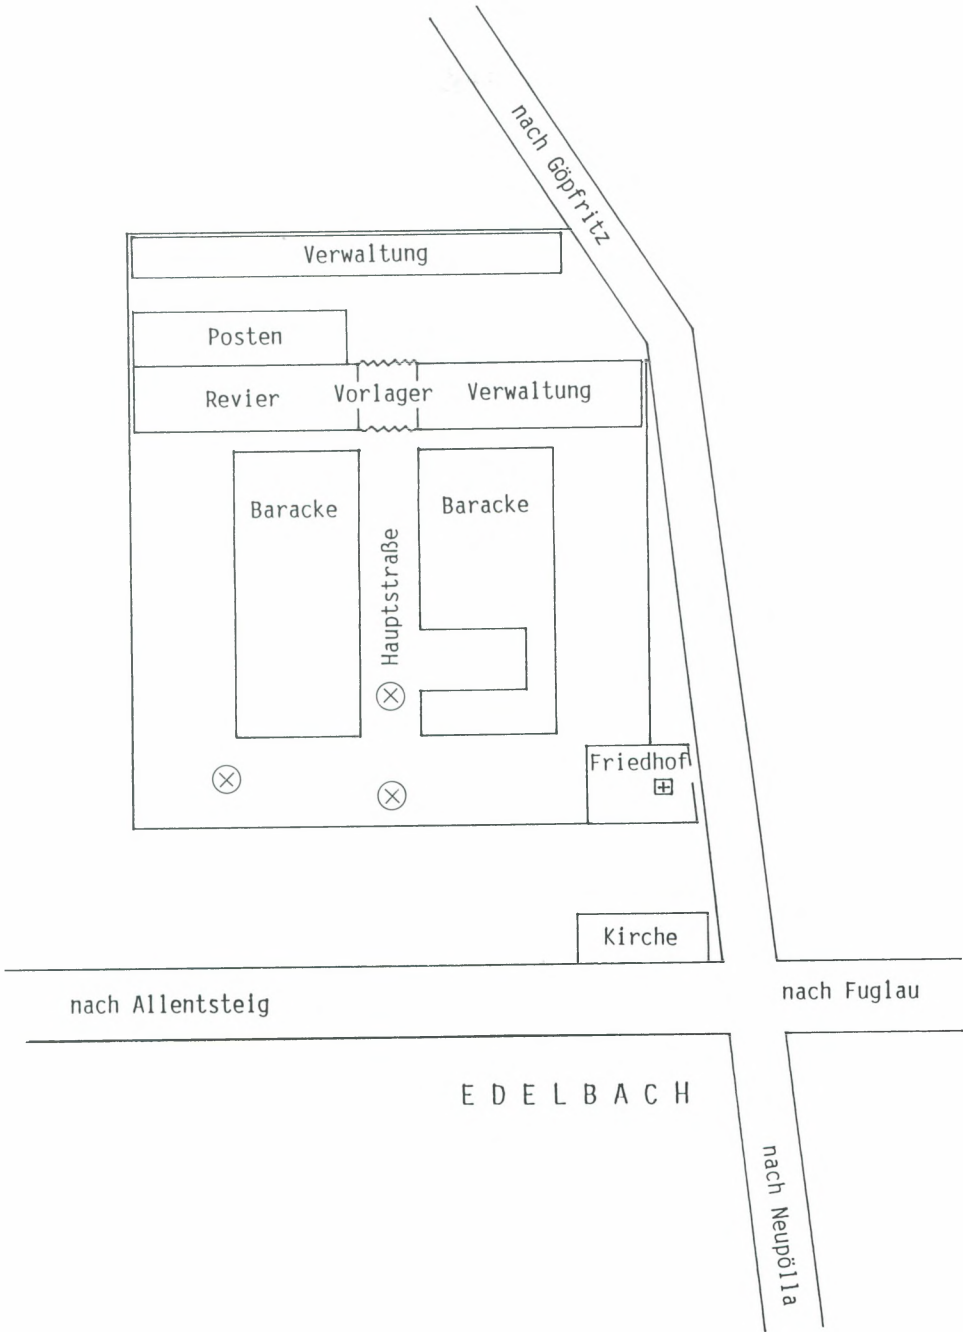 nach Göpfritz
Verwaltung
Posten
Revier
Vorlager
Verwaltung
Baracke
Baracke
Hauptstraße
Friedhof
Kirche
nach Allentsteig
nach Fuglau
EDELBACH
nach Neupölla